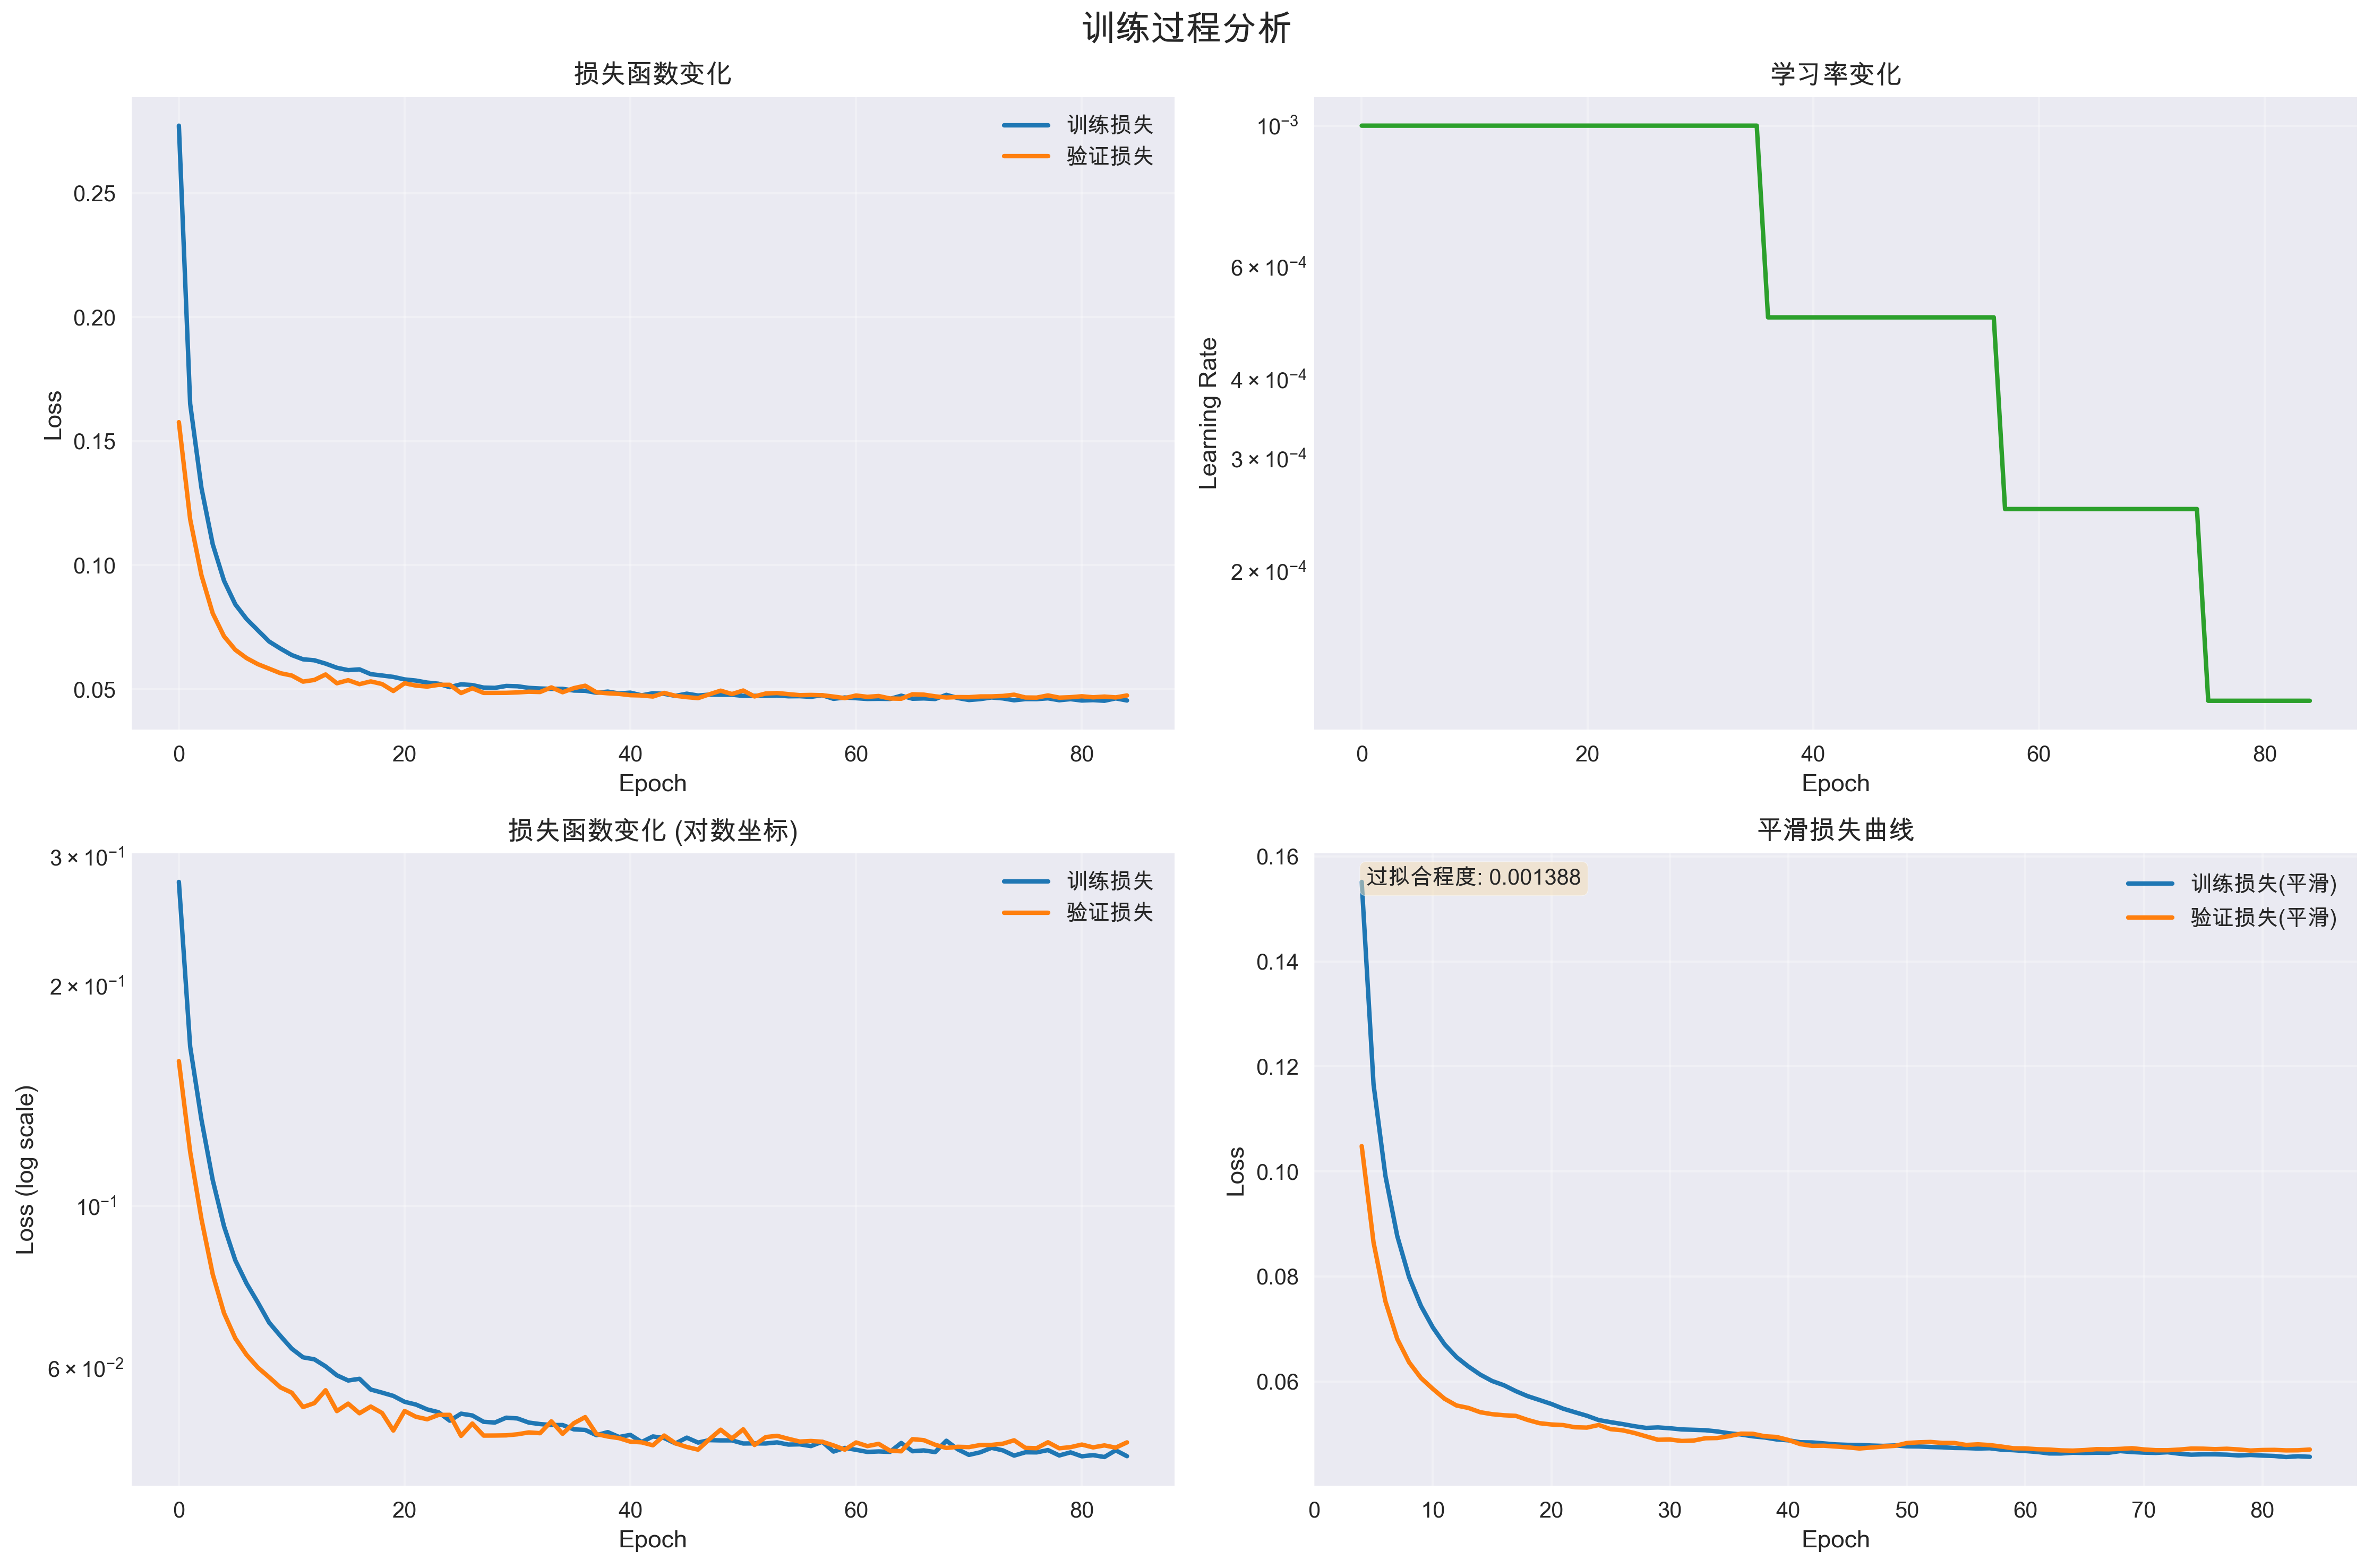 训练过程分析
损失函数变化
训练损失
验证损失
0.25
0.20
0.15
0.10
0.05
Loss
0 20 40 60 80
Epoch
学习率变化
10⁻³
6 × 10⁻⁴
4 × 10⁻⁴
3 × 10⁻⁴
2 × 10⁻⁴
Learning Rate
0 20 40 60 80
Epoch
损失函数变化 (对数坐标)
训练损失
验证损失
3 × 10⁻¹
2 × 10⁻¹
10⁻¹
6 × 10⁻²
Loss (log scale)
0 20 40 60 80
Epoch
平滑损失曲线
过拟合程度: 0.001388
训练损失(平滑)
验证损失(平滑)
0.16
0.14
0.12
0.10
0.08
0.06
Loss
0 10 20 30 40 50 60 70 80
Epoch